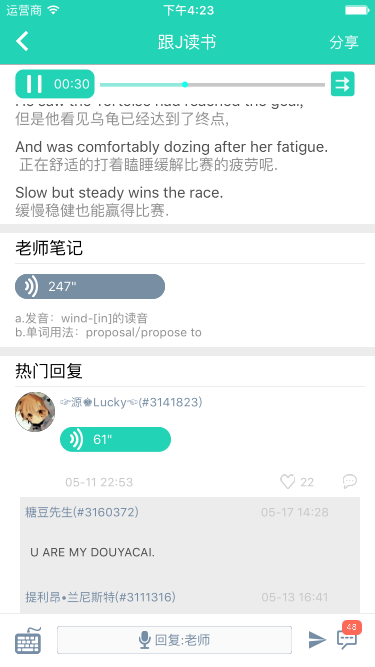 运营商 下午4:23
跟J读书 分享
00:30
He saw the Tortoise had reached the goal,
但是他看见乌龟已经达到了终点,
And was comfortably dozing after her fatigue.
正在舒适的打着瞌睡缓解比赛的疲劳呢.
Slow but steady wins the race.
缓慢稳健也能赢得比赛.
老师笔记
247"
a.发音：wind-[in]的读音
b.单词用法：proposal/propose to
热门回复
☞源♚Lucky☜(#3141823)
61"
05-11 22:53 22
糖豆先生(#3160372) 05-17 14:28
U ARE MY DOUYACAI.
提利昂•兰尼斯特(#3111316) 05-13 16:41
回复:老师 48